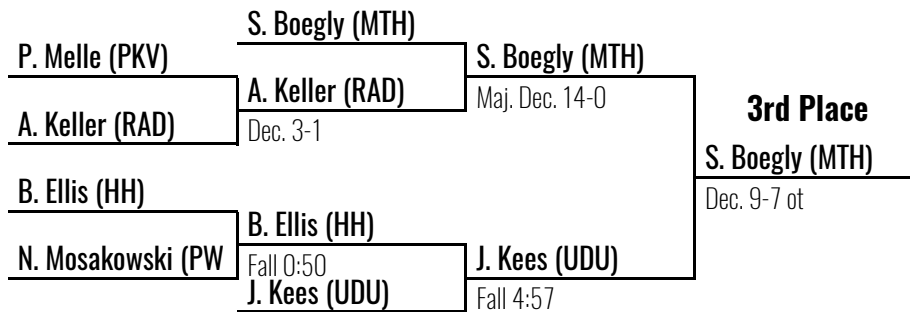 S. Boegly (MTH)
P. Melle (PKV)
S. Boegly (MTH)
A. Keller (RAD)
Maj. Dec. 14-0
3rd Place
A. Keller (RAD)
Dec. 3-1
S. Boegly (MTH)
B. Ellis (HH)
Dec. 9-7 ot
B. Ellis (HH)
N. Mosakowski (PW
Fall 0:50
J. Kees (UDU)
J. Kees (UDU)
Fall 4:57